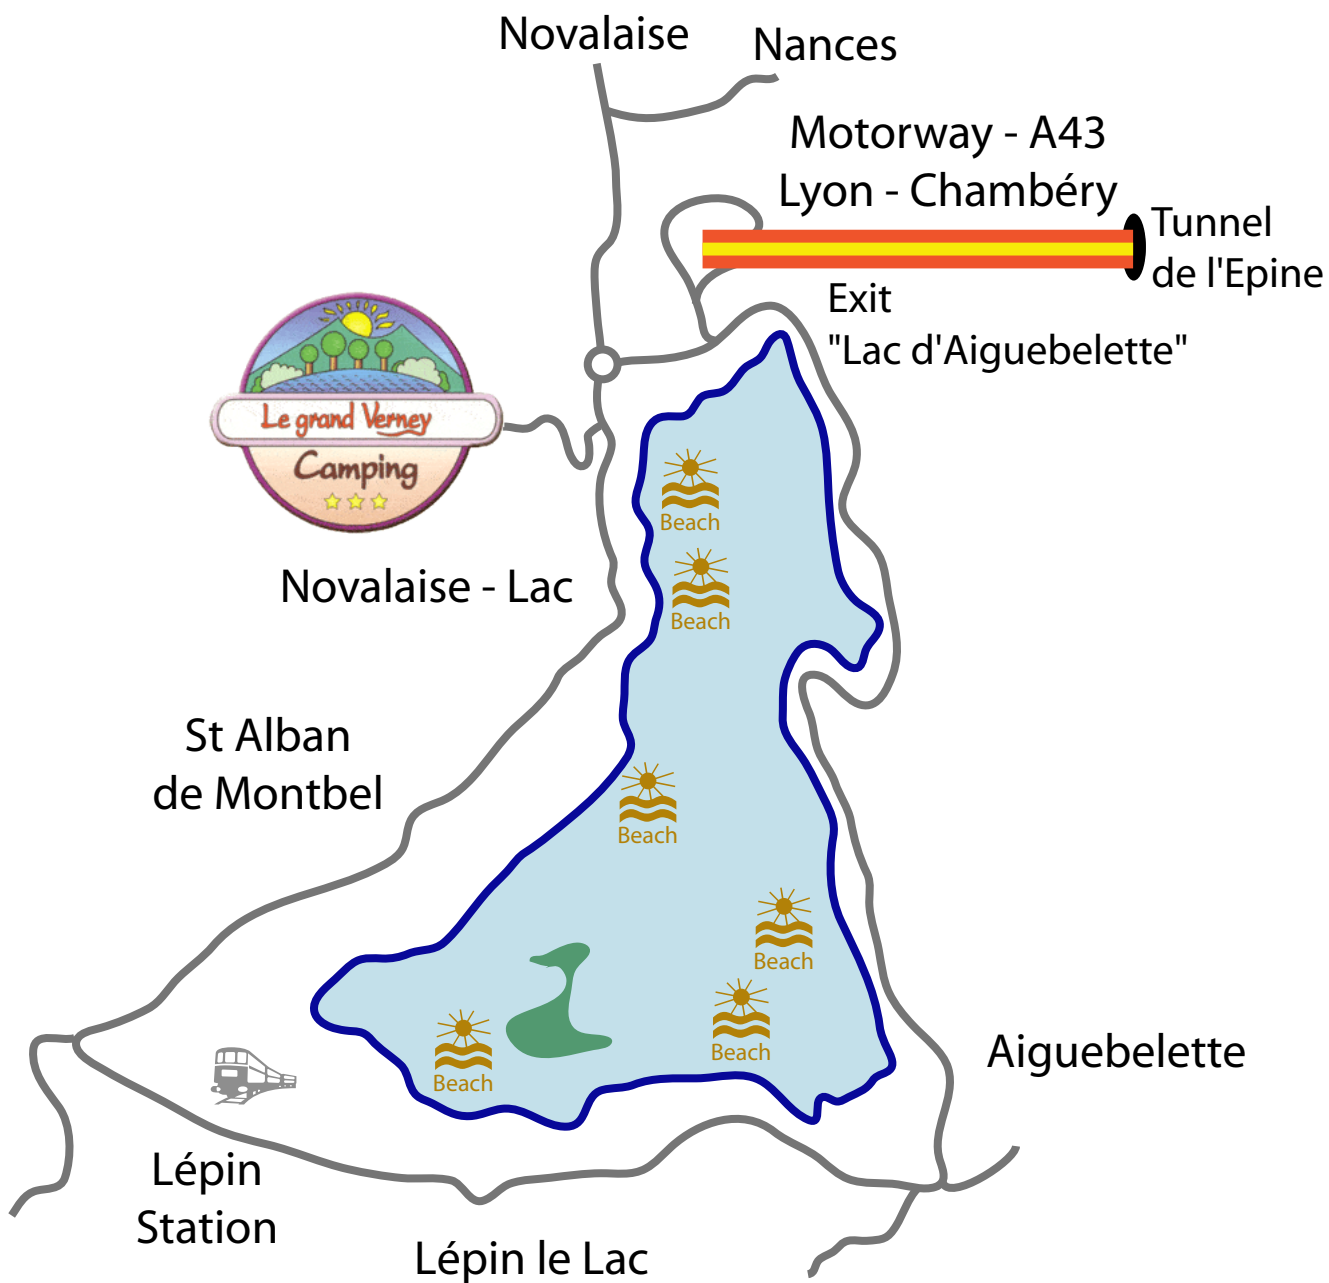 Novalaise
Nances
Motorway - A43
Lyon - Chambéry
Tunnel
de l'Epine
Exit
"Lac d'Aiguebelette"
Le grand Verney
Camping
Beach
Novalaise - Lac
Beach
St Alban
de Montbel
Beach
Beach
Beach
Beach
Aiguebelette
Lépin
Station
Lépin le Lac